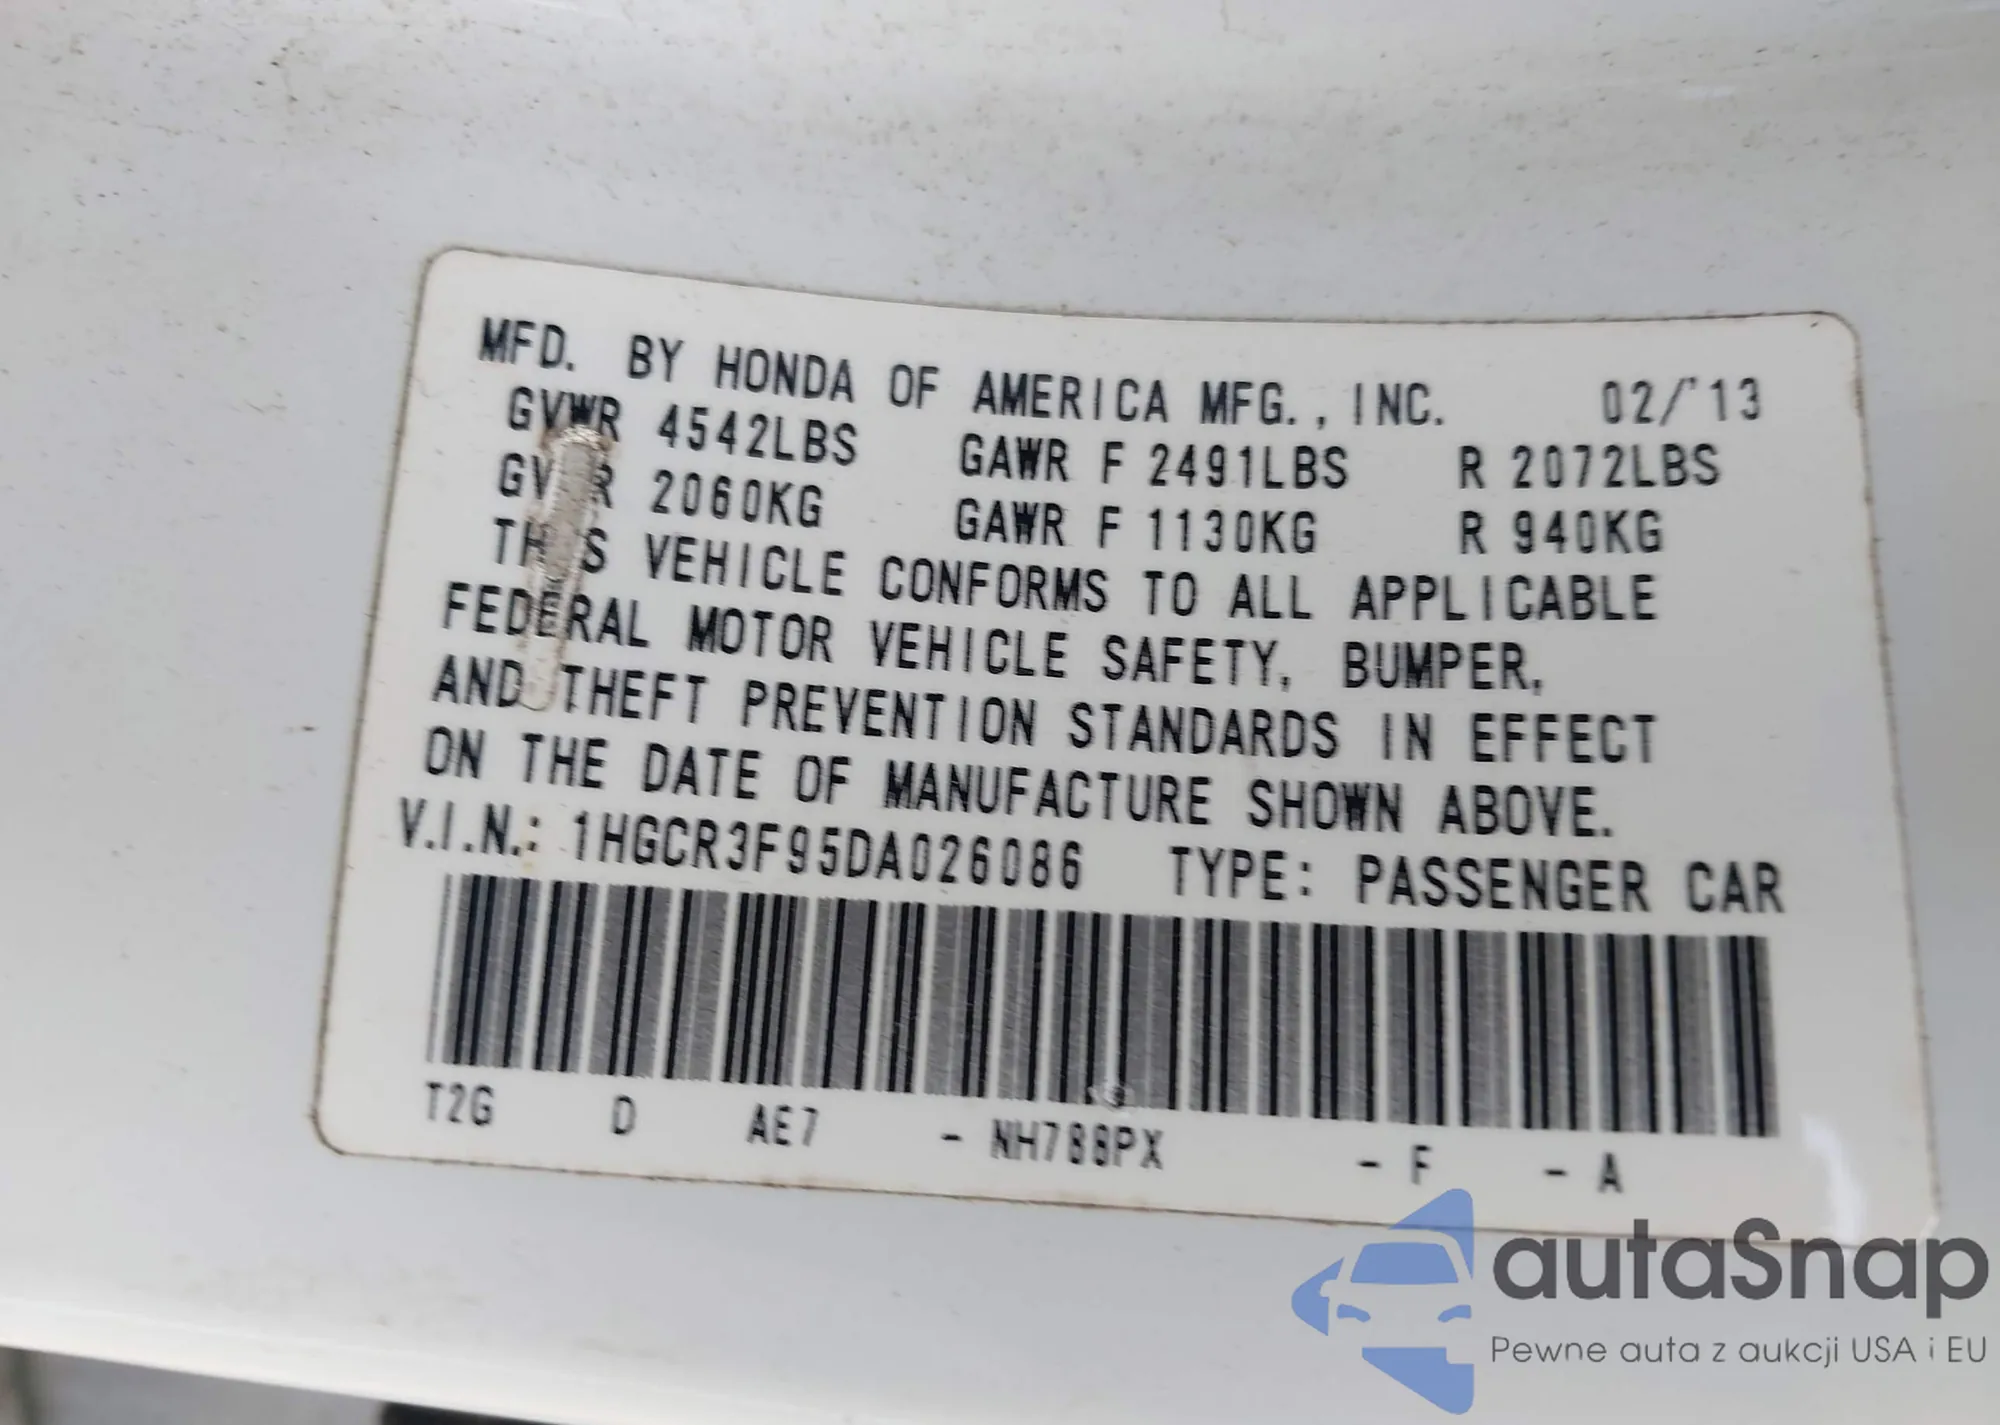 MFD. BY HONDA OF AMERICA MFG., INC. 02/'13
GVWR 4542LBS GAWR F 2491LBS R 2072LBS
GVWR 2060KG GAWR F 1130KG R 940KG
THIS VEHICLE CONFORMS TO ALL APPLICABLE
FEDERAL MOTOR VEHICLE SAFETY, BUMPER,
AND THEFT PREVENTION STANDARDS IN EFFECT
ON THE DATE OF MANUFACTURE SHOWN ABOVE.
V.I.N.: 1HGCR3F95DA026086 TYPE: PASSENGER CAR
T2G D AE7 - NH788PX - F - A
autaSnap
Pewne auta z aukcji USA i EU